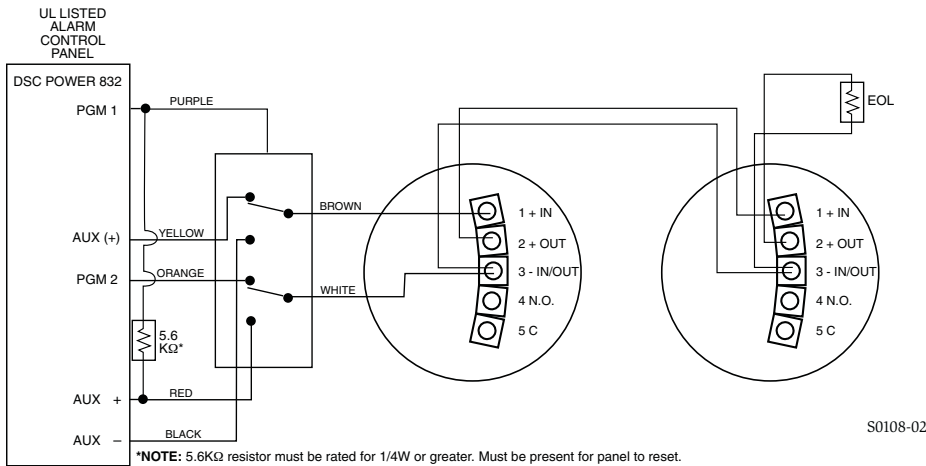 UL LISTED
ALARM
CONTROL
PANEL
DSC POWER 832
PGM 1
PURPLE
AUX (+)
YELLOW
PGM 2
ORANGE
5.6
KΩ*
AUX +
RED
AUX –
BLACK
BROWN
WHITE
1 + IN
2 + OUT
3 - IN/OUT
4 N.O.
5 C
1 + IN
2 + OUT
3 - IN/OUT
4 N.O.
5 C
EOL
S0108-02
*NOTE: 5.6KΩ resistor must be rated for 1/4W or greater. Must be present for panel to reset.